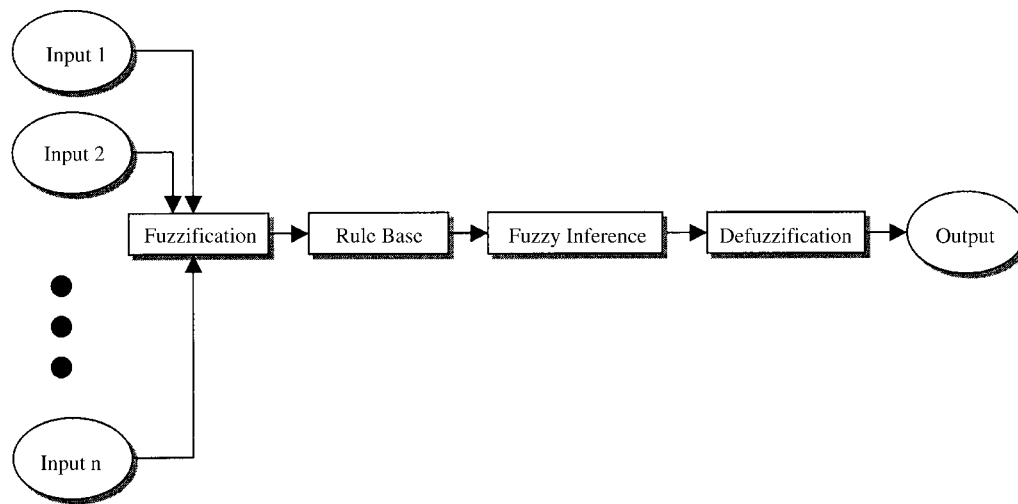 Input 1
Input 2
Fuzzification
Rule Base
Fuzzy Inference
Defuzzification
Output
Input n